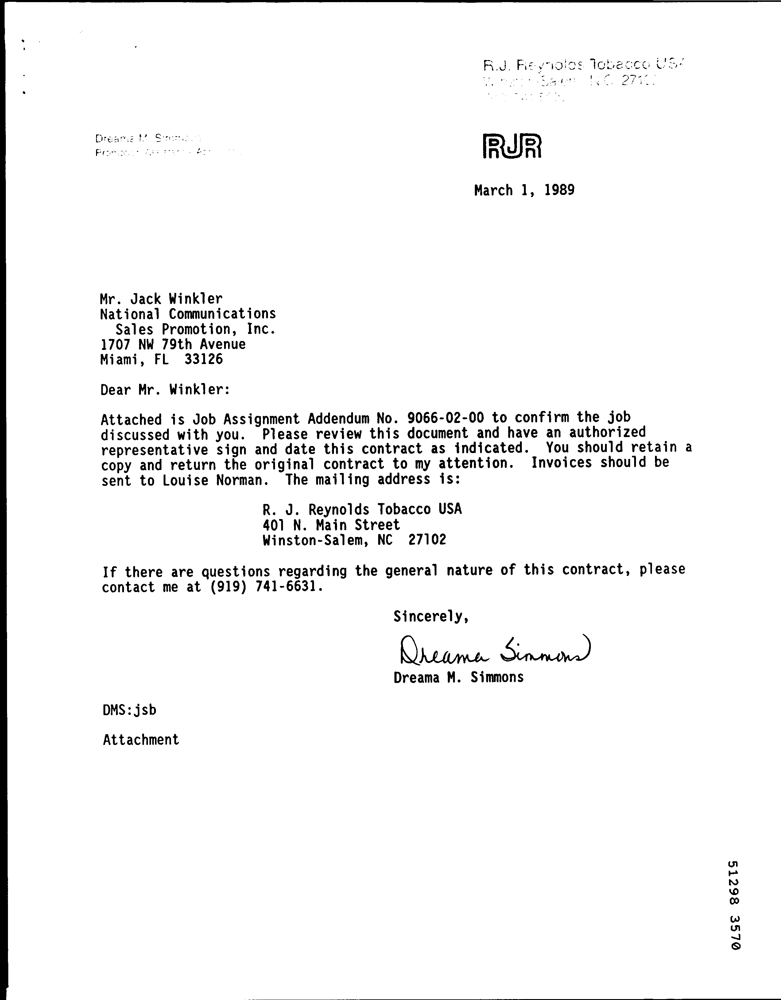 R.J. Reynolds Tobacco USA
Winston-Salem, N.C. 27102
Dreama M. Simmons
RJR
March 1, 1989
Mr. Jack Winkler
National Communications
Sales Promotion, Inc.
1707 NW 79th Avenue
Miami, FL 33126
Dear Mr. Winkler:
Attached is Job Assignment Addendum No. 9066-02-00 to confirm the job
discussed with you. Please review this document and have an authorized
representative sign and date this contract as indicated. You should retain a
copy and return the original contract to my attention. Invoices should be
sent to Louise Norman. The mailing address is:
R. J. Reynolds Tobacco USA
401 N. Main Street
Winston-Salem, NC 27102
If there are questions regarding the general nature of this contract, please
contact me at (919) 741-6631.
Sincerely,
Dreama Simmons
Dreama M. Simmons
DMS:jsb
Attachment
51298 3570